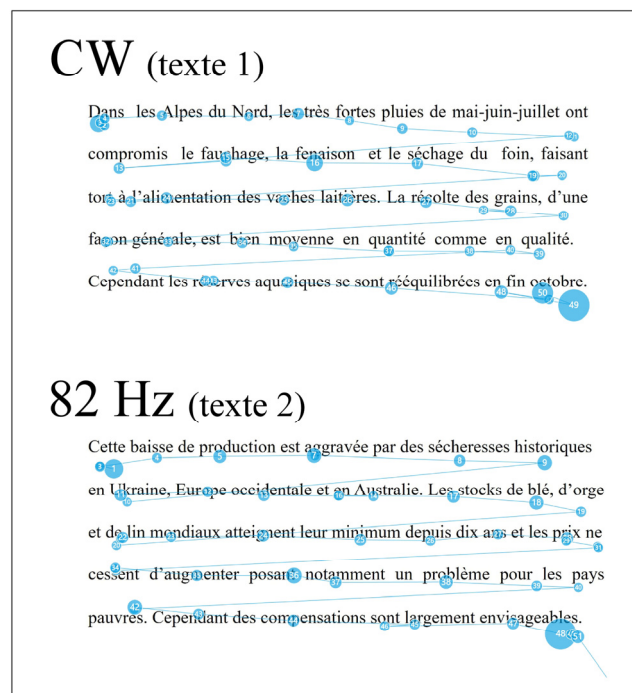 CW (texte 1)
Dans les Alpes du Nord, les très fortes pluies de mai-juin-juillet ont
compromis le fauchage, la fenaison et le séchage du foin, faisant
tort à l'alimentation des vaches laitières. La récolte des grains, d'une
façon générale, est bien moyenne en quantité comme en qualité.
Cependant les réserves aquatiques se sont rééquilibrées en fin octobre.
82 Hz (texte 2)
Cette baisse de production est aggravée par des sécheresses historiques
en Ukraine, Europe occidentale et en Australie. Les stocks de blé, d'orge
et de lin mondiaux atteignent leur minimum depuis dix ans et les prix ne
cessent d'augmenter posant notamment un problème pour les pays
pauvres. Cependant des compensations sont largement envisageables.